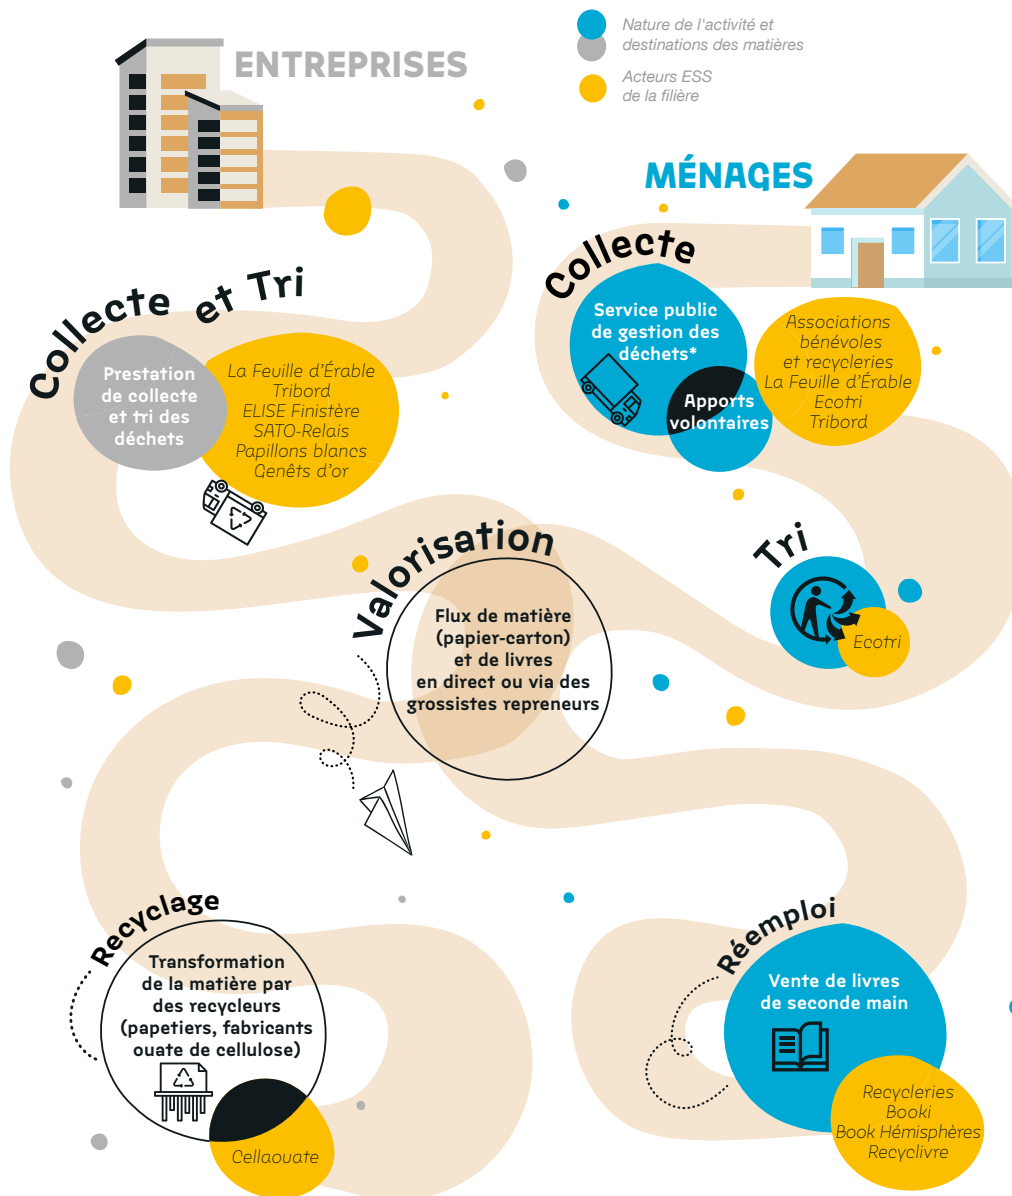 ENTREPRISES
Nature de l'activité et
destinations des matières
Acteurs ESS
de la filière
MÉNAGES
Collecte et Tri
Prestation
de collecte
et tri des
déchets
La Feuille d'Érable
Tribord
ELISE Finistère
SATO-Relais
Papillons blancs
Genêts d'or
Collecte
Service public
de gestion des
déchets*
Apports
volontaires
Associations
bénévoles
et recycleries
La Feuille d'Érable
Ecotri
Tribord
Tri
Ecotri
Valorisation
Flux de matière
(papier-carton)
et de livres
en direct ou via des
grossistes repreneurs
Recyclage
Transformation
de la matière par
des recycleurs
(papetiers, fabricants
ouate de cellulose)
Cellaouate
Réemploi
Vente de livres
de seconde main
Recycleries
Booki
Book Hémisphères
Recyclivre